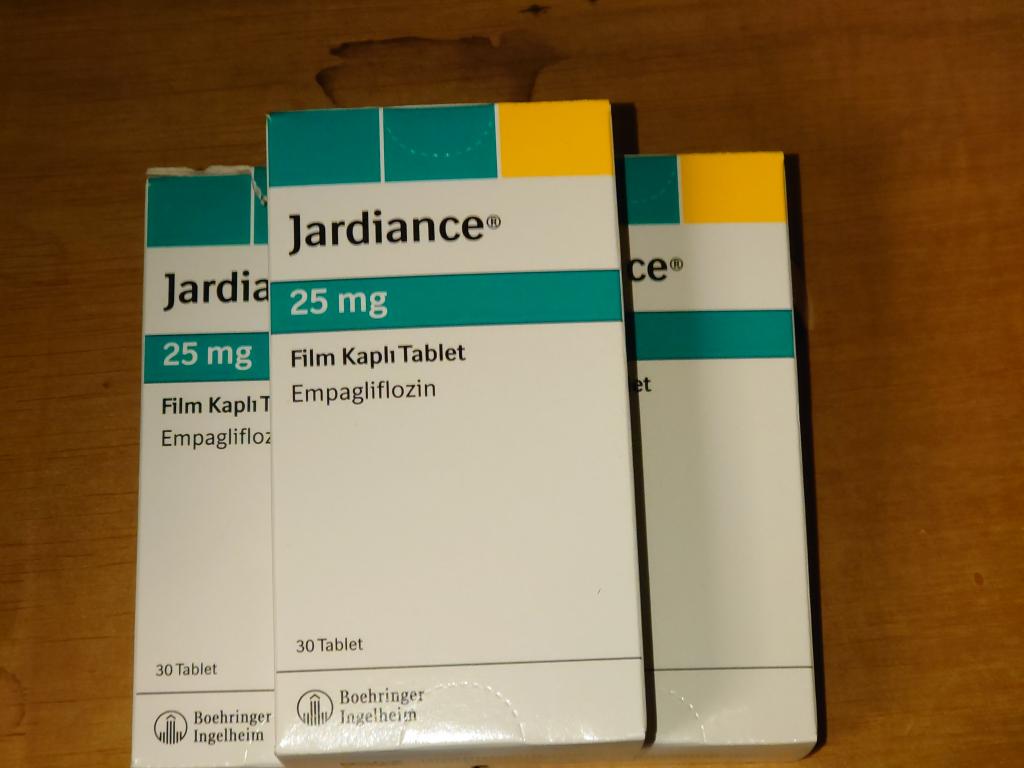 Jardiance®
25 mg
Film Kaplı Tablet
Empagliflozin
30 Tablet
Boehringer
Ingelheim
Jardia
25 mg
Film Kaplı T
Empaglifloz
30 Tablet
Boehringer
Ingelheim
ce®
et